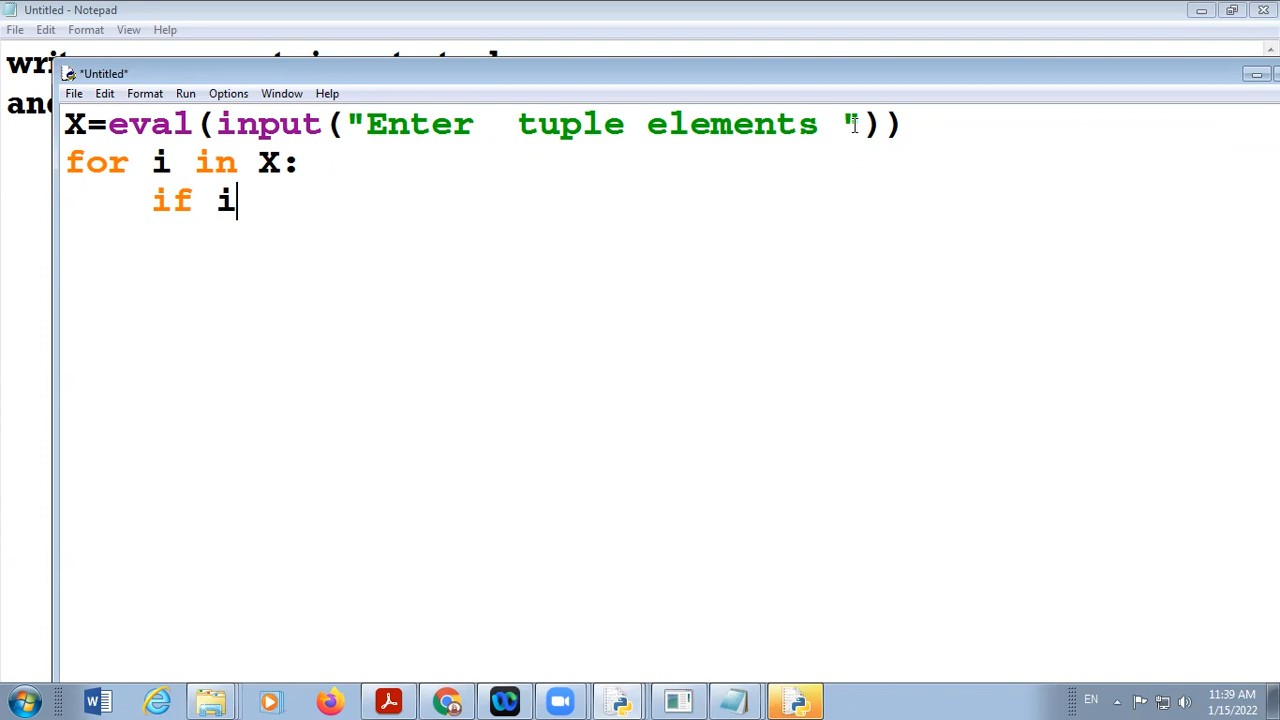 Untitled - Notepad
File Edit Format View Help
*Untitled*
File Edit Format Run Options Window Help
X=eval(input("Enter  tuple elements "))
for i in X:
    if i
EN
11:39 AM
1/15/2022